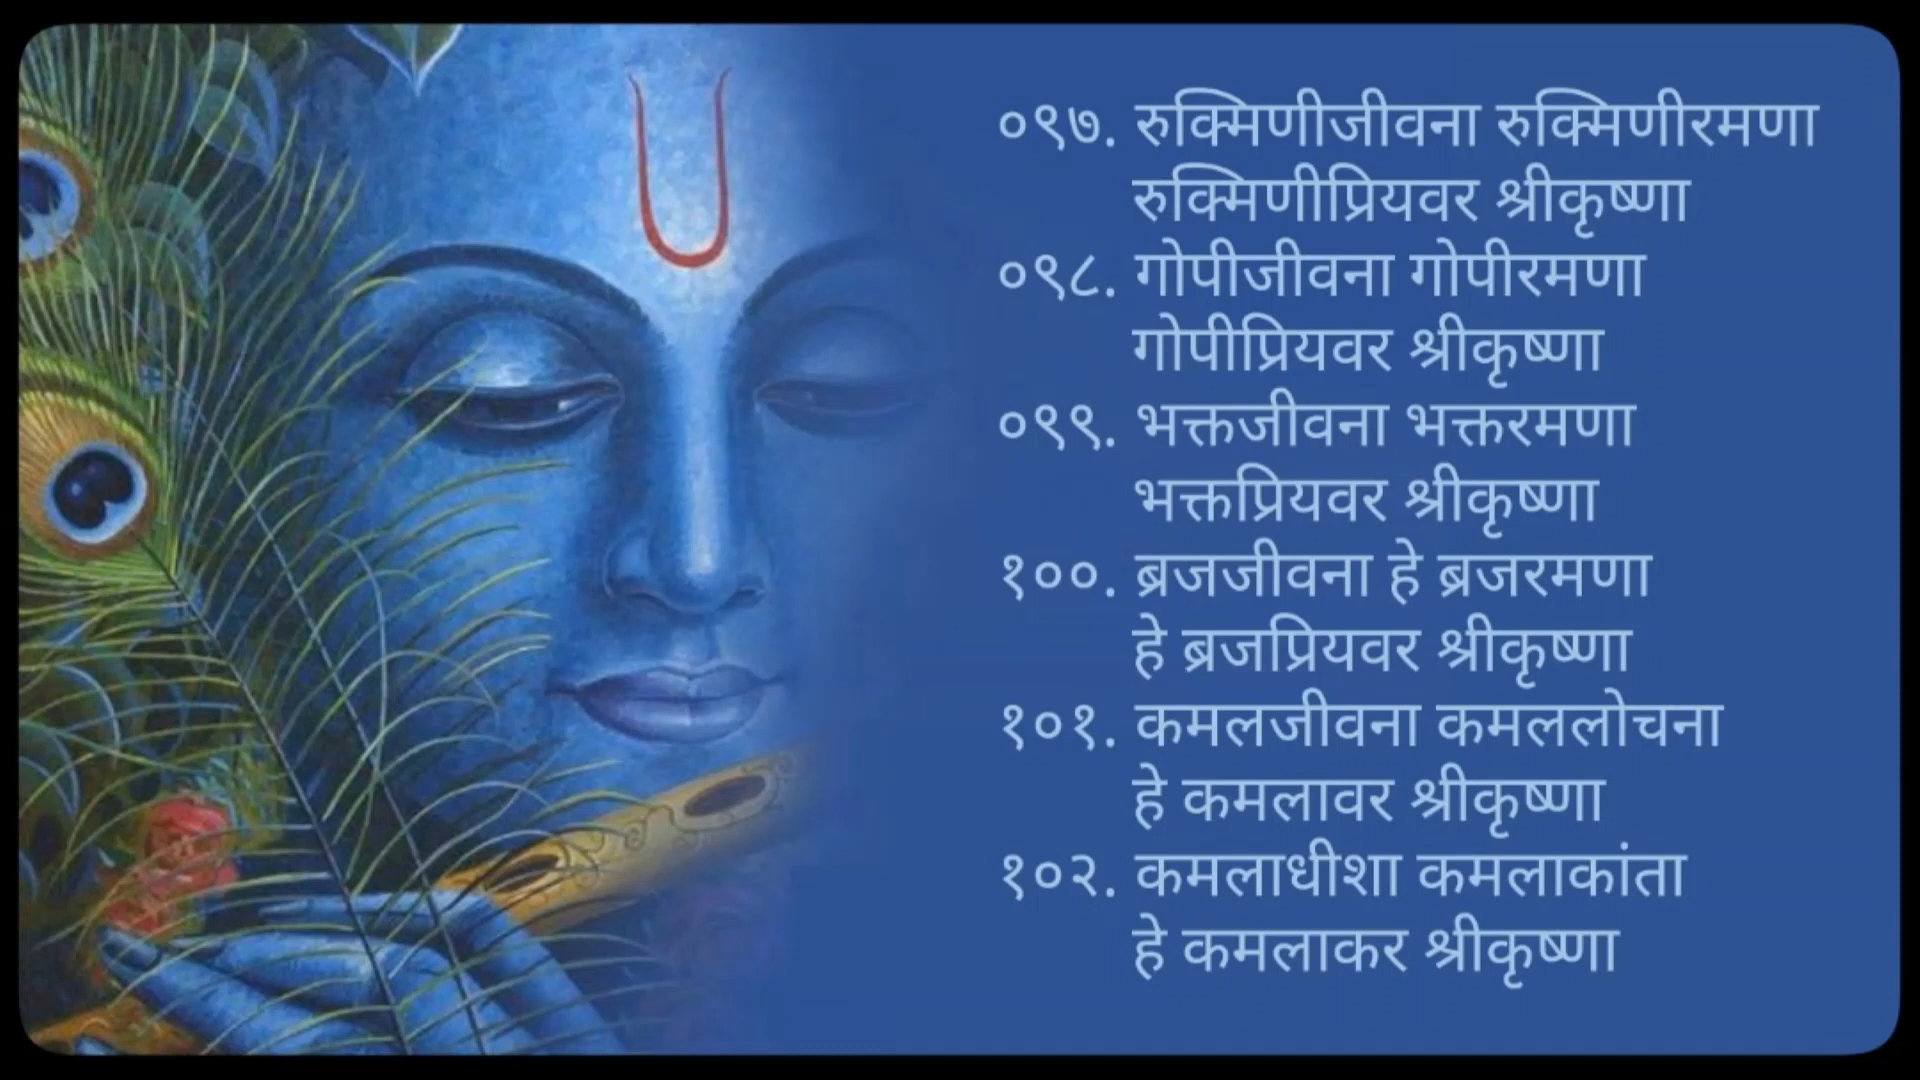 ०९७. रुक्मिणीजीवना रुक्मिणीरमणा
रुक्मिणीप्रियवर श्रीकृष्णा
०९८. गोपीजीवना गोपीरमणा
गोपीप्रियवर श्रीकृष्णा
०९९. भक्तजीवना भक्तरमणा
भक्तप्रियवर श्रीकृष्णा
१००. ब्रजजीवना हे ब्रजरमणा
हे ब्रजप्रियवर श्रीकृष्णा
१०१. कमलजीवना कमललोचना
हे कमलावर श्रीकृष्णा
१०२. कमलाधीशा कमलाकांता
हे कमलाकर श्रीकृष्णा